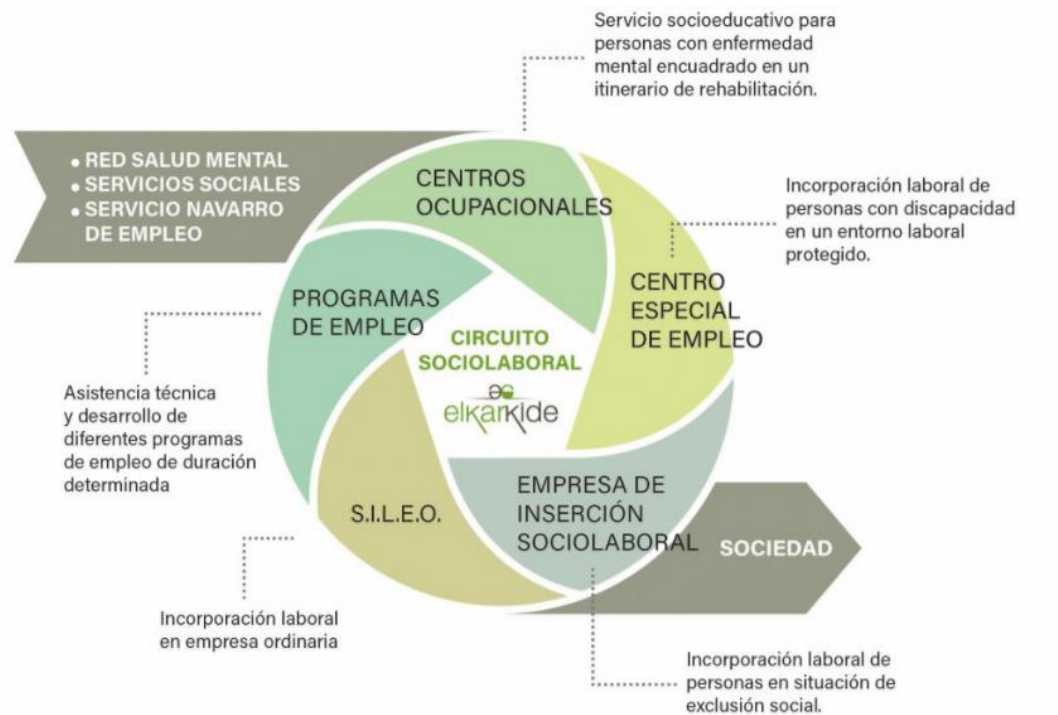 Servicio socioeducativo para
personas con enfermedad
mental encuadrado en un
itinerario de rehabilitación.
• RED SALUD MENTAL
• SERVICIOS SOCIALES
• SERVICIO NAVARRO
DE EMPLEO
CENTROS
OCUPACIONALES
Incorporación laboral de
personas con discapacidad
en un entorno laboral
protegido.
CENTRO
ESPECIAL
DE EMPLEO
PROGRAMAS
DE EMPLEO
CIRCUITO
SOCIOLABORAL
elkarkide
Asistencia técnica
y desarrollo de
diferentes programas
de empleo de duración
determinada
S.I.L.E.O.
EMPRESA DE
INSERCIÓN
SOCIOLABORAL
SOCIEDAD
Incorporación laboral
en empresa ordinaria
Incorporación laboral de
personas en situación de
exclusión social.